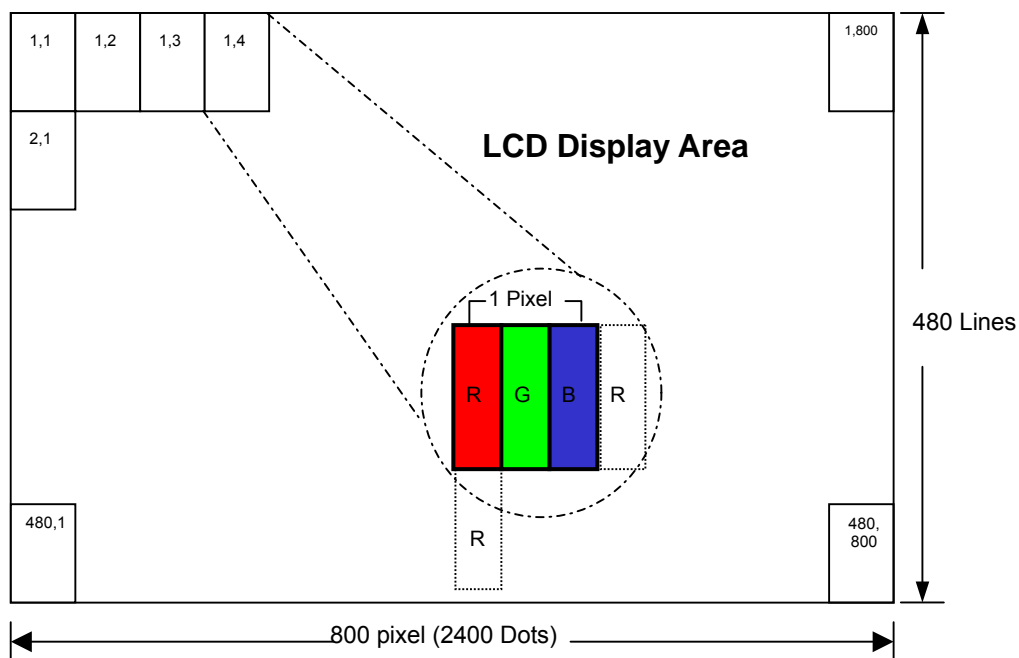 1,1 1,2 1,3 1,4 1,800
2,1
LCD Display Area
1 Pixel
480 Lines
R G B R
R
480,1
480,
800
800 pixel (2400 Dots)